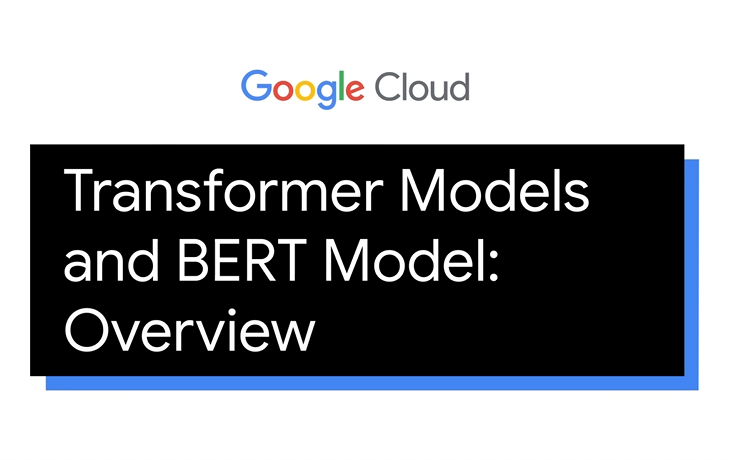 Google Cloud
Transformer Models
and BERT Model:
Overview